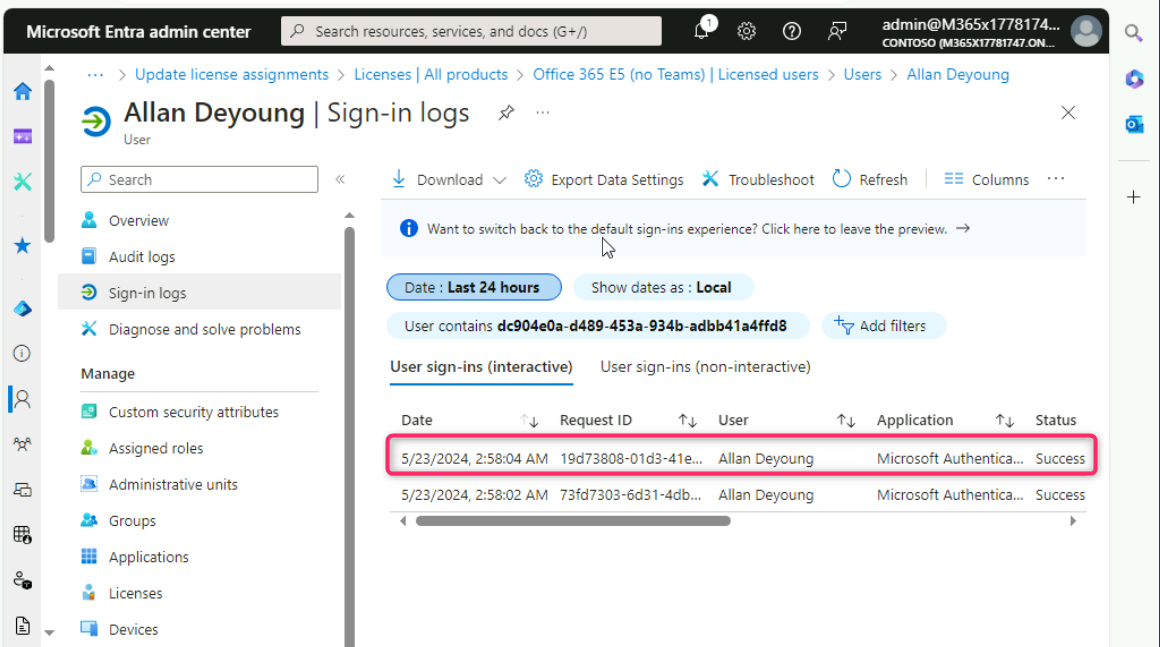 Microsoft Entra admin center
Search resources, services, and docs (G+/)
1
admin@M365x1778174...
CONTOSO (M365X17781747.ON...
... > Update license assignments > Licenses | All products > Office 365 E5 (no Teams) | Licensed users > Users > Allan Deyoung
Allan Deyoung | Sign-in logs
User
Search
Overview
Audit logs
Sign-in logs
Diagnose and solve problems
Manage
Custom security attributes
Assigned roles
Administrative units
Groups
Applications
Licenses
Devices
Download Export Data Settings Troubleshoot Refresh Columns ...
Want to switch back to the default sign-ins experience? Click here to leave the preview. →
Date : Last 24 hours Show dates as : Local
User contains dc904e0a-d489-453a-934b-adbb41a4ffd8 Add filters
User sign-ins (interactive) User sign-ins (non-interactive)
Date Request ID User Application Status
5/23/2024, 2:58:04 AM 19d73808-01d3-41e... Allan Deyoung Microsoft Authentica... Success
5/23/2024, 2:58:02 AM 73fd7303-6d31-4db... Allan Deyoung Microsoft Authentica... Success